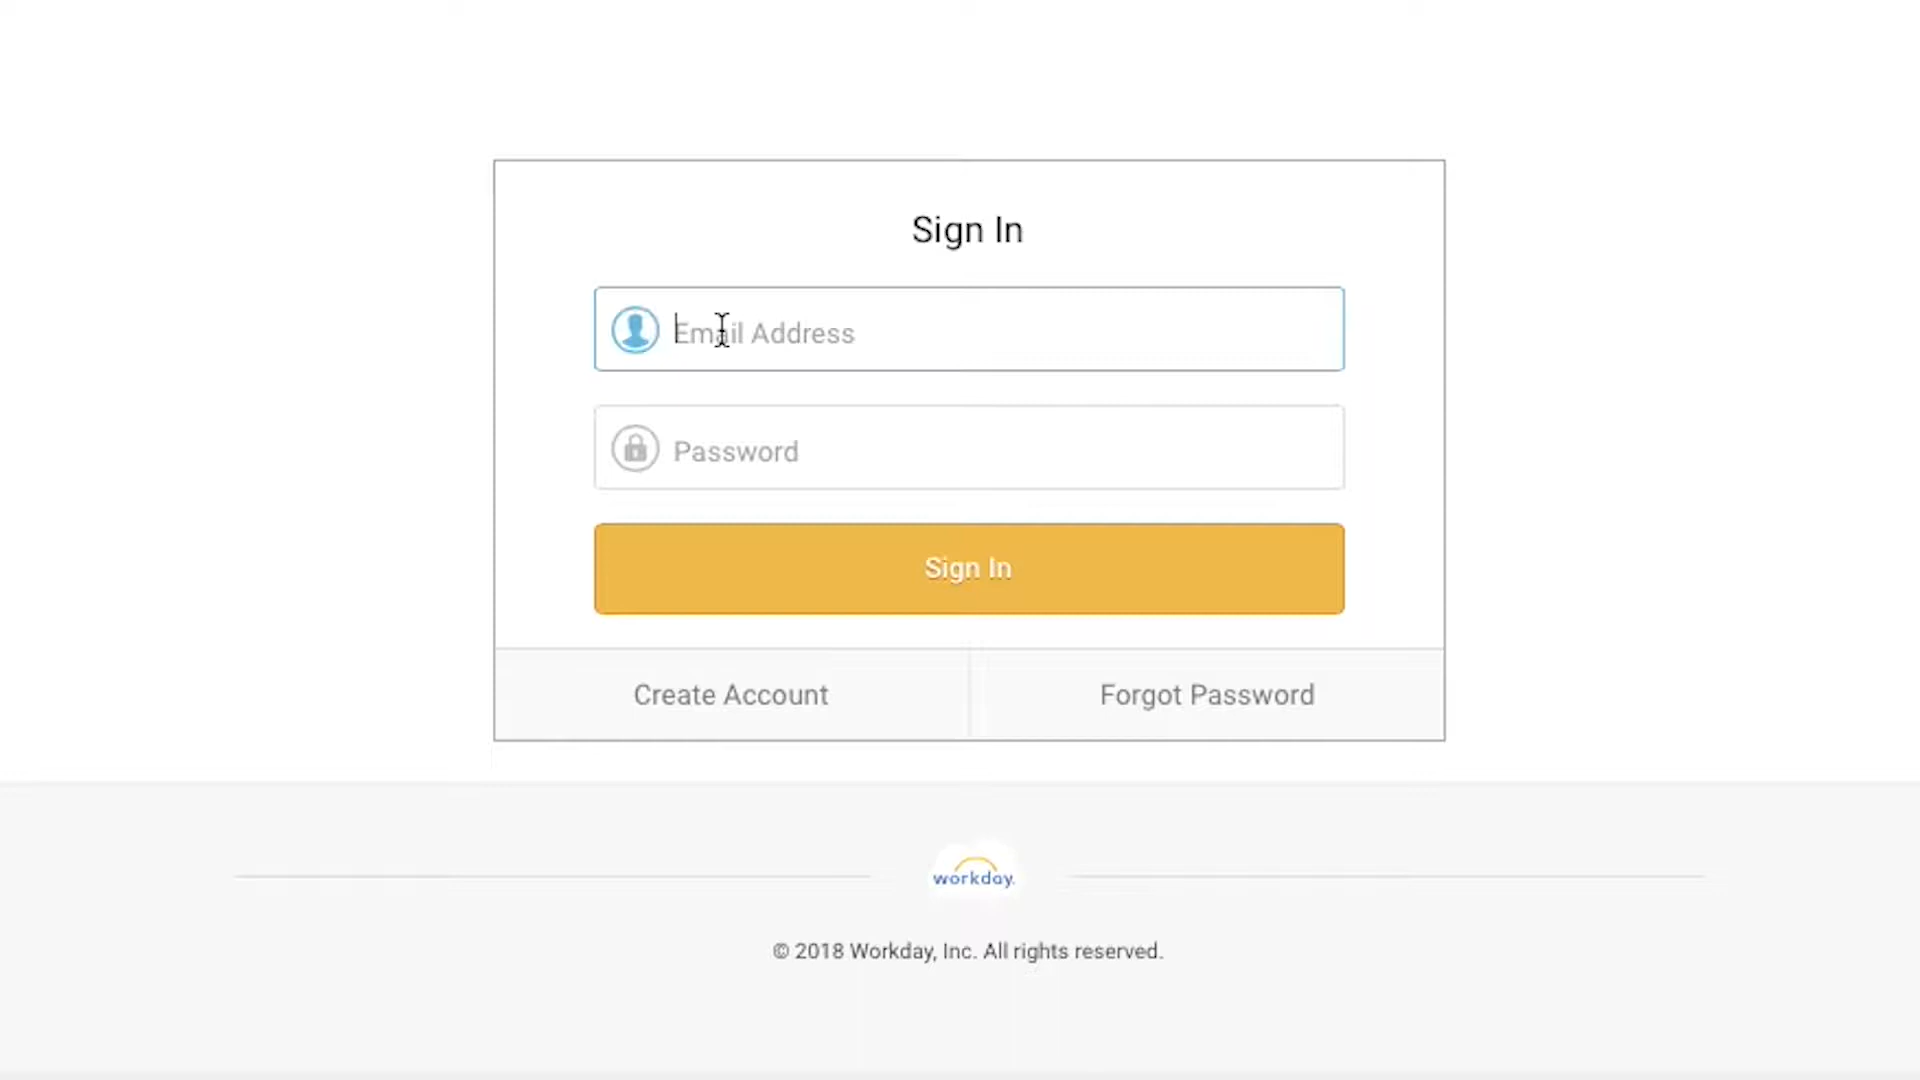 Sign In
Email Address
Password
Sign In
Create Account
Forgot Password
workday.
© 2018 Workday, Inc. All rights reserved.